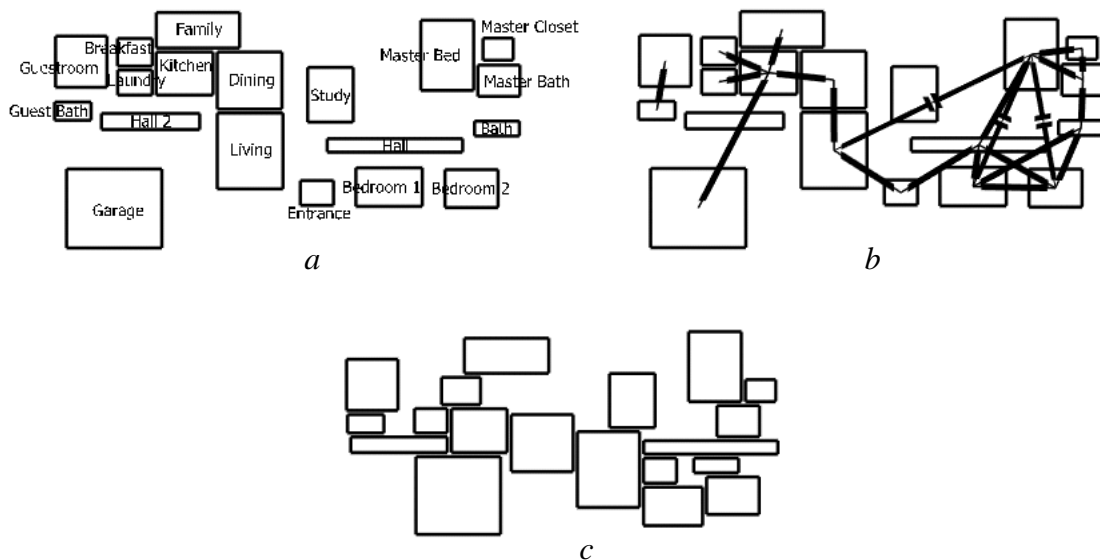 Family
Master Closet
Breakfast
Master Bed
Guestroom
Kitchen
Laundry
Dining
Master Bath
Study
Guest Bath
Hall 2
Bath
Living
Hall
Bedroom 1
Bedroom 2
Garage
Entrance
a
b
c